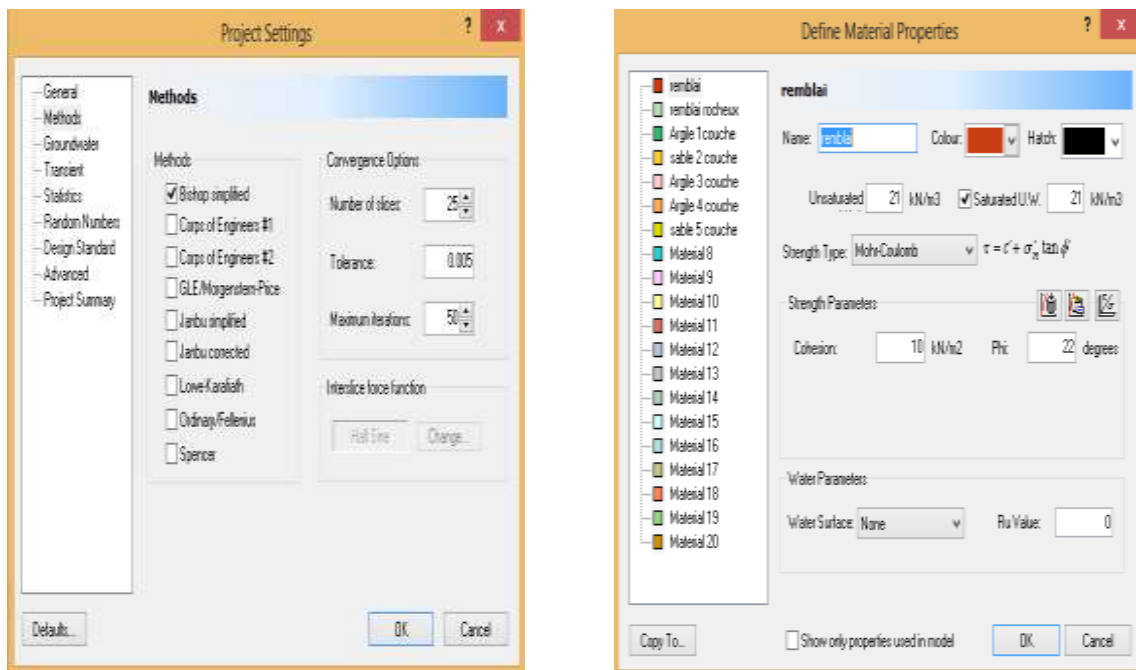 Project Settings
?
x
General
Methods
Groundwater
Transient
Statistics
Random Numbers
Design Standard
Advanced
Project Summary
Methods
Methods
Bishop simplified
Corps of Engineers #1
Corps of Engineers #2
GLE/Morgenstern-Price
Janbu simplified
Janbu corrected
Lowe-Karafiath
Ordinary/Fellenius
Spencer
Convergence Options
Number of slices: 25
Tolerance: 0.005
Maximum iterations: 50
Interslice force function
Half Sine Change...
Defaults... OK Cancel
Define Material Properties
?
x
remblai
remblai rocheux
Argile 1couche
sable 2 couche
Argile 3 couche
Argile 4 couche
sable 5 couche
Material 8
Material 9
Material 10
Material 11
Material 12
Material 13
Material 14
Material 15
Material 16
Material 17
Material 18
Material 19
Material 20
remblai
Name: remblai Colour: Hatch:
Unsaturated 21 kN/m3 Saturated U.W. 21 kN/m3
Strength Type: Mohr-Coulomb τ = c' + σ'n tan ϕ'
Strength Parameters
Cohesion: 10 kN/m2 Phi: 22 degrees
Water Parameters
Water Surface: None Ru Value: 0
Copy To... Show only properties used in model OK Cancel